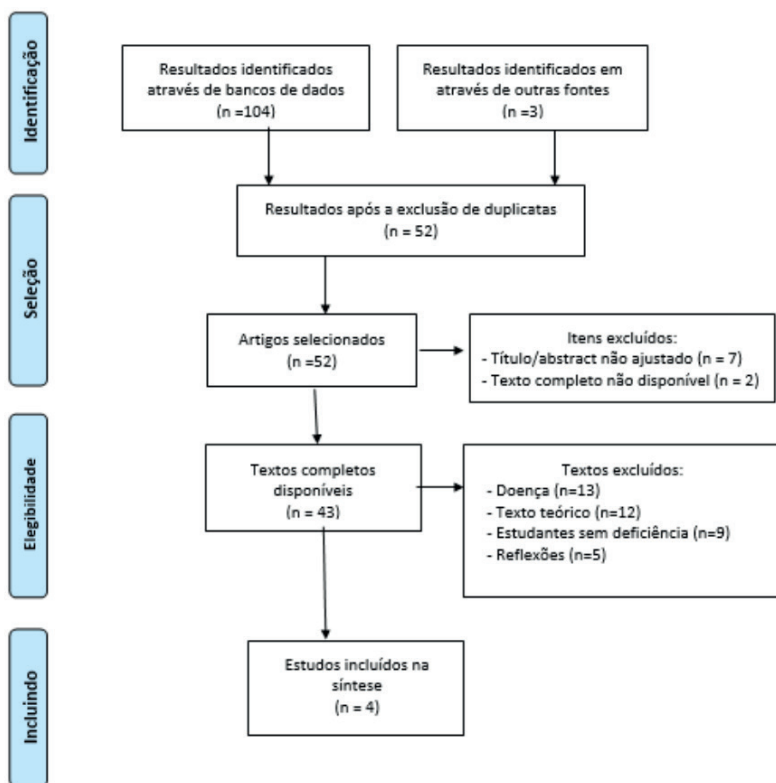 Identificação
Resultados identificados
através de bancos de dados
(n =104)
Resultados identificados em
através de outras fontes
(n =3)
Seleção
Resultados após a exclusão de duplicatas
(n = 52)
Artigos selecionados
(n =52)
Itens excluídos:
- Título/abstract não ajustado (n = 7)
- Texto completo não disponível (n = 2)
Elegibilidade
Textos completos
disponíveis
(n = 43)
Textos excluídos:
- Doença (n=13)
- Texto teórico (n=12)
- Estudantes sem deficiência (n=9)
- Reflexões (n=5)
Incluindo
Estudos incluídos na
síntese
(n = 4)